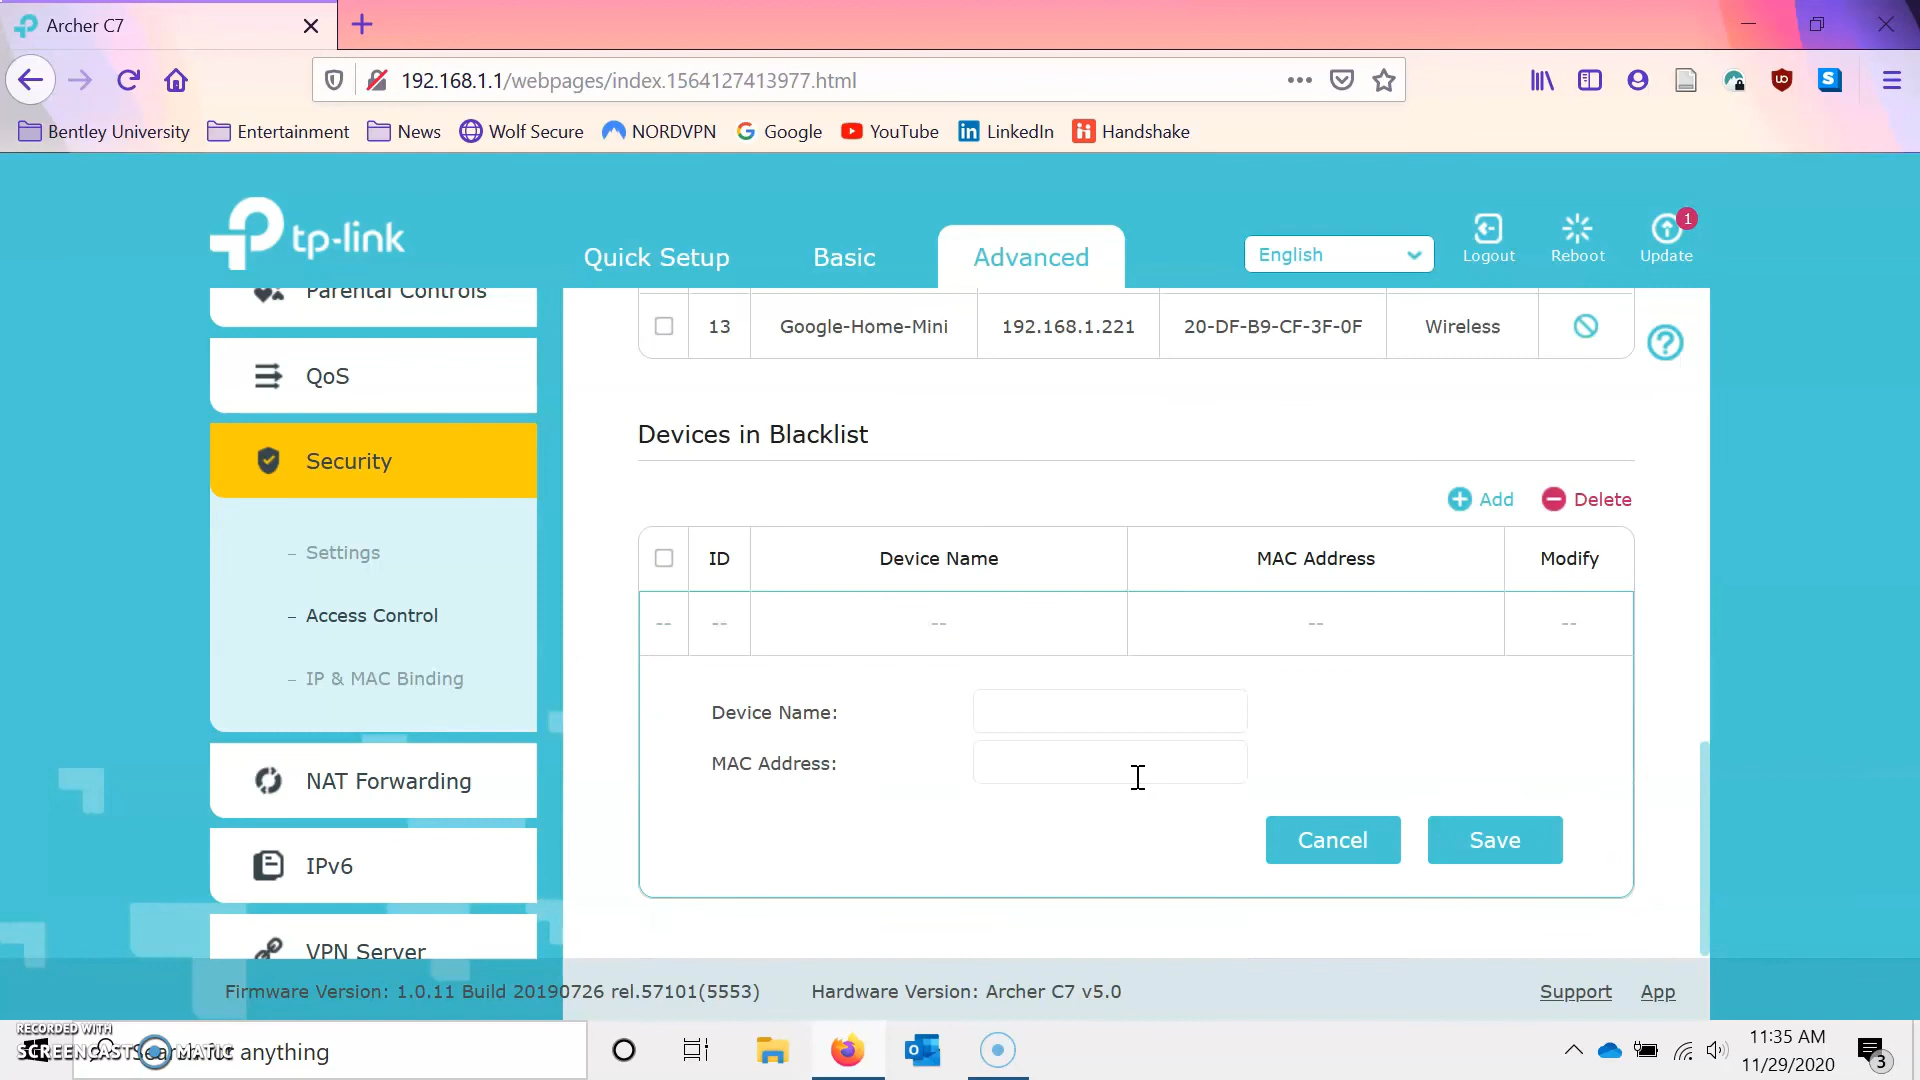 Archer C7
192.168.1.1/webpages/index.1564127413977.html
Bentley University Entertainment News Wolf Secure NORDVPN Google YouTube LinkedIn Handshake
tp-link
Quick Setup Basic Advanced English Logout Reboot Update 1
Parental Controls
QoS
Security
– Settings
– Access Control
– IP & MAC Binding
NAT Forwarding
IPv6
VPN Server
13 Google-Home-Mini 192.168.1.221 20-DF-B9-CF-3F-0F Wireless
Devices in Blacklist
Add Delete
ID Device Name MAC Address Modify
-- -- -- -- --
Device Name:
MAC Address:
Cancel Save
Firmware Version: 1.0.11 Build 20190726 rel.57101(5553) Hardware Version: Archer C7 v5.0 Support App
RECORDED WITH
SCREENCAST MATIC
for anything
11:35 AM
11/29/2020
3